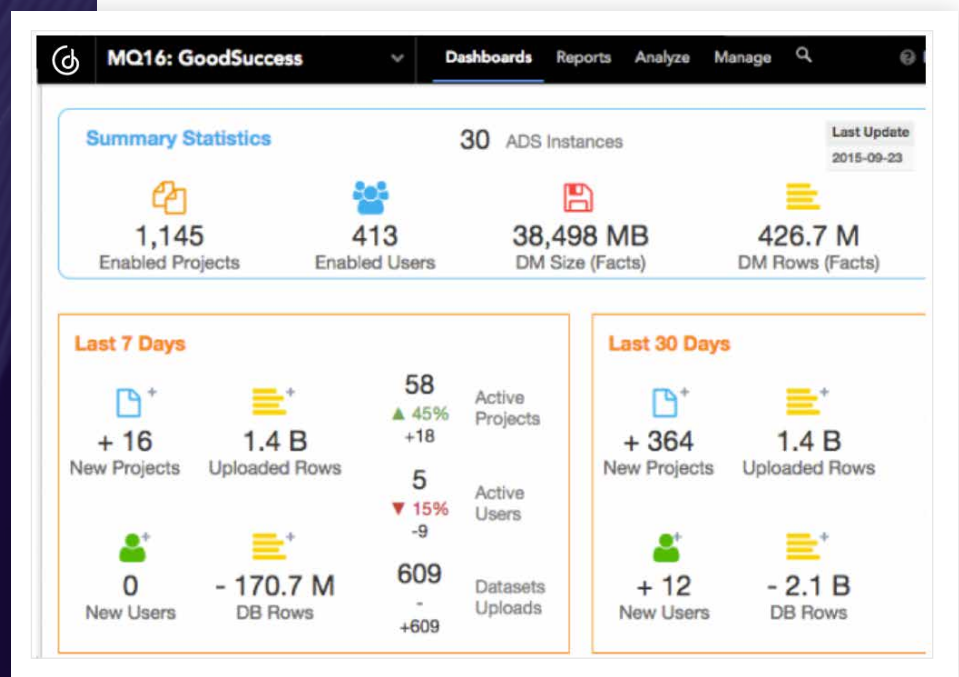 MQ16: GoodSuccess
Dashboards Reports Analyze Manage
Summary Statistics
30 ADS Instances
Last Update
2015-09-23
1,145
Enabled Projects
413
Enabled Users
38,498 MB
DM Size (Facts)
426.7 M
DM Rows (Facts)
Last 7 Days
+ 16
New Projects
1.4 B
Uploaded Rows
0
New Users
- 170.7 M
DB Rows
58
▲ 45%
+18
Active
Projects
5
▼ 15%
-9
Active
Users
609
-
+609
Datasets
Uploads
Last 30 Days
+ 364
New Projects
1.4 B
Uploaded Rows
+ 12
New Users
- 2.1 B
DB Rows